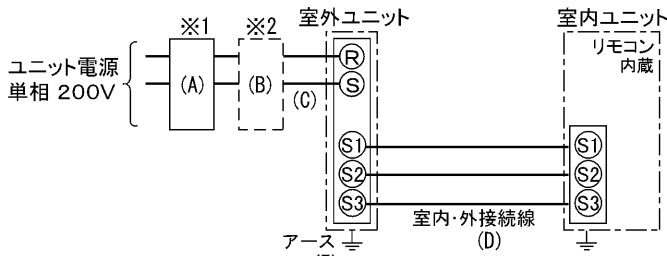 ※1
※2
室外ユニット
室内ユニット
ユニット電源
単相 200V
(A)
(B)
(C)
R
S
リモコン
内蔵
S1
S2
S3
S1
S2
S3
室内・外接続線
(D)
アース